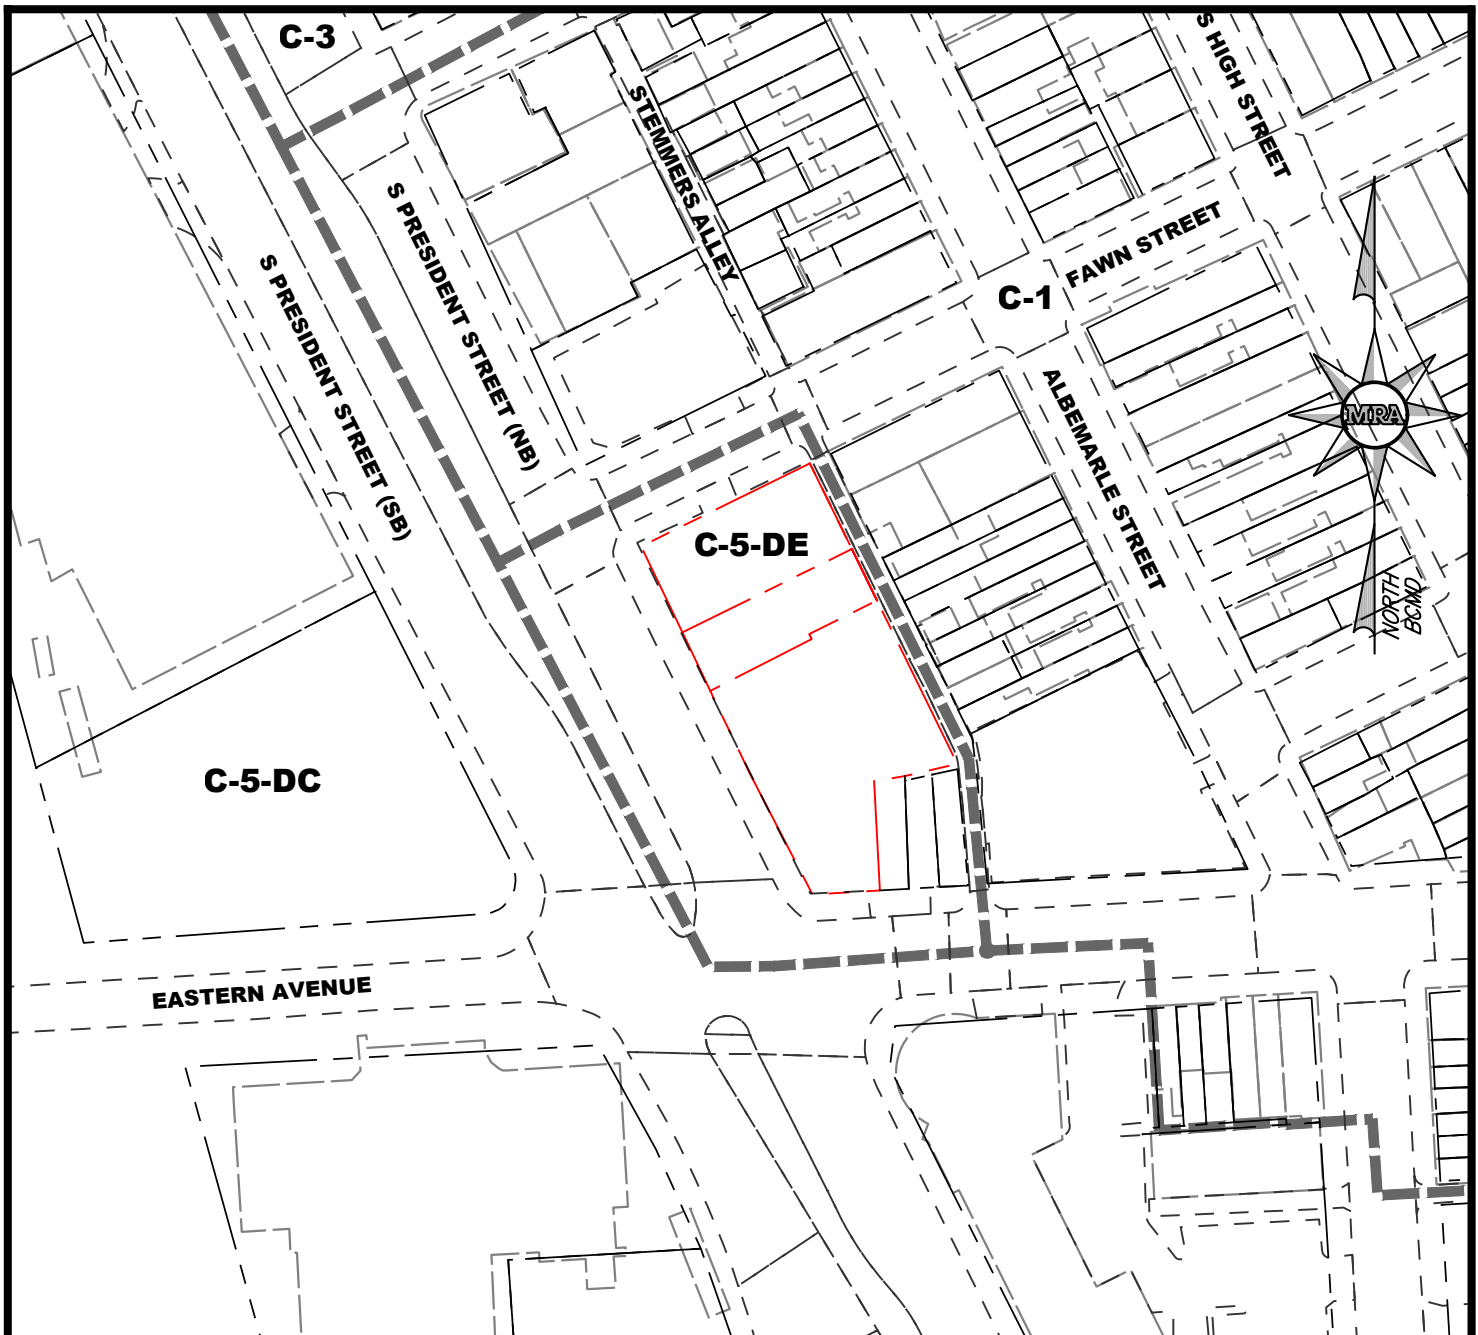 C-3
S HIGH STREET
STEMMERS ALLEY
S PRESIDENT STREET (NB)
S PRESIDENT STREET (SB)
FAWN STREET
C-1
ALBEMARLE STREET
MRA
C-5-DE
NORTH
BCMD
C-5-DC
EASTERN AVENUE